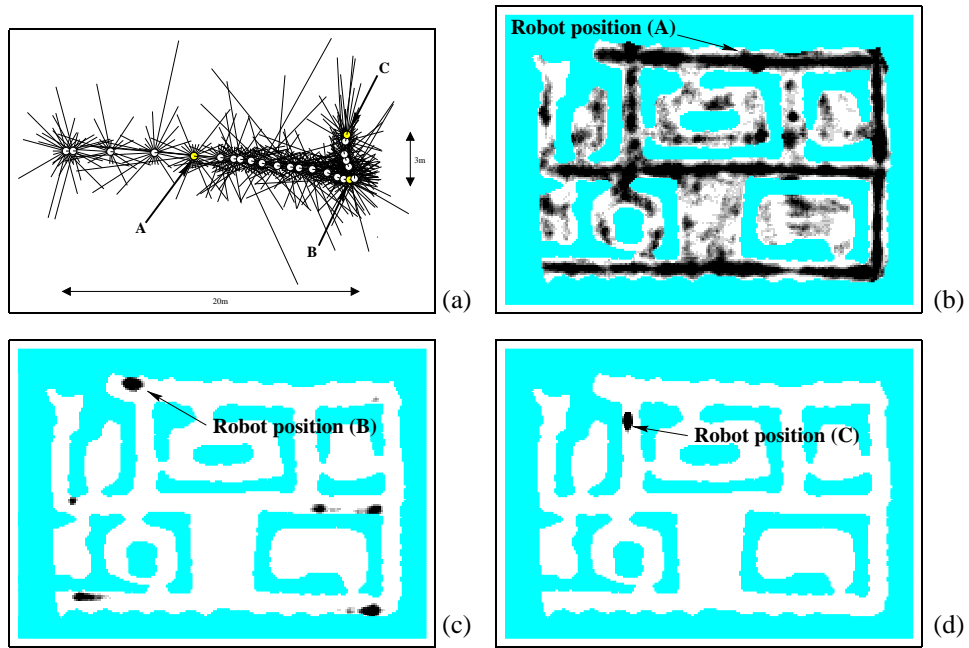 C
3m
A
B
20m
(a)
Robot position (A)
(b)
Robot position (B)
(c)
Robot position (C)
(d)